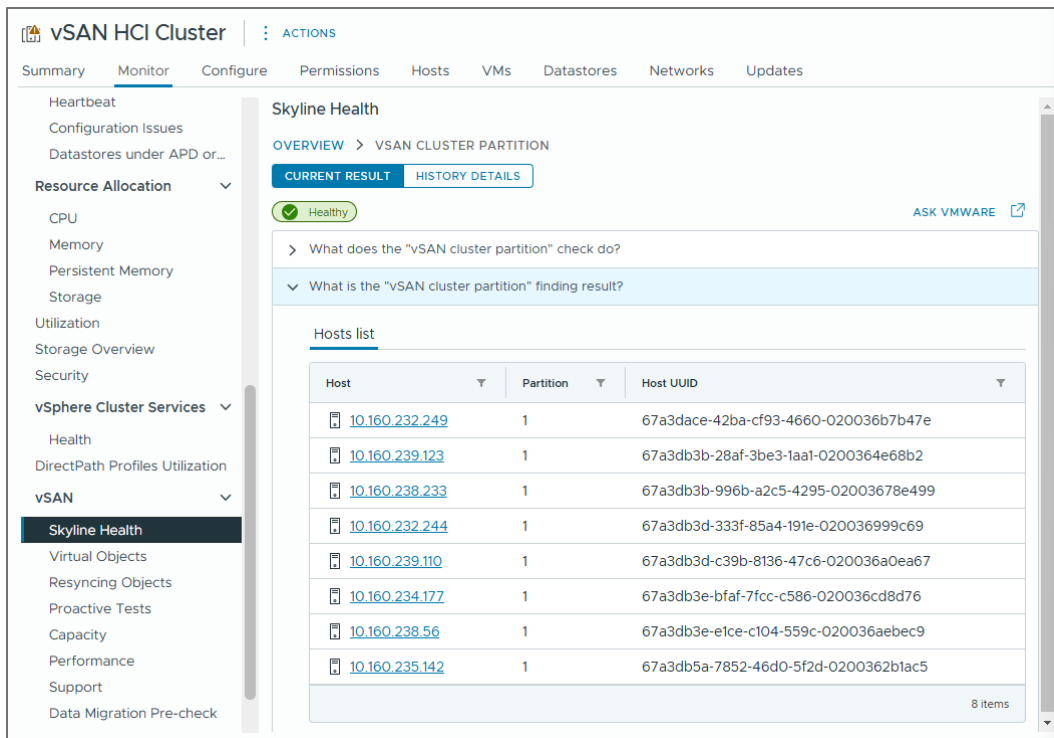 vSAN HCI Cluster
ACTIONS
Summary Monitor Configure Permissions Hosts VMs Datastores Networks Updates
Heartbeat
Configuration Issues
Datastores under APD or...
Resource Allocation
CPU
Memory
Persistent Memory
Storage
Utilization
Storage Overview
Security
vSphere Cluster Services
Health
DirectPath Profiles Utilization
vSAN
Skyline Health
Virtual Objects
Resyncing Objects
Proactive Tests
Capacity
Performance
Support
Data Migration Pre-check
Skyline Health
OVERVIEW > VSAN CLUSTER PARTITION
CURRENT RESULT HISTORY DETAILS
Healthy
ASK VMWARE
What does the "vSAN cluster partition" check do?
What is the "vSAN cluster partition" finding result?
Hosts list
Host Partition Host UUID
10.160.232.249 1 67a3dace-42ba-cf93-4660-020036b7b47e
10.160.239.123 1 67a3db3b-28af-3be3-1aa1-0200364e68b2
10.160.238.233 1 67a3db3b-996b-a2c5-4295-02003678e499
10.160.232.244 1 67a3db3d-333f-85a4-191e-020036999c69
10.160.239.110 1 67a3db3d-c39b-8136-47c6-020036a0ea67
10.160.234.177 1 67a3db3e-bfaf-7fcc-c586-020036cd8d76
10.160.238.56 1 67a3db3e-e1ce-c104-559c-020036aebec9
10.160.235.142 1 67a3db5a-7852-46d0-5f2d-0200362b1ac5
8 items